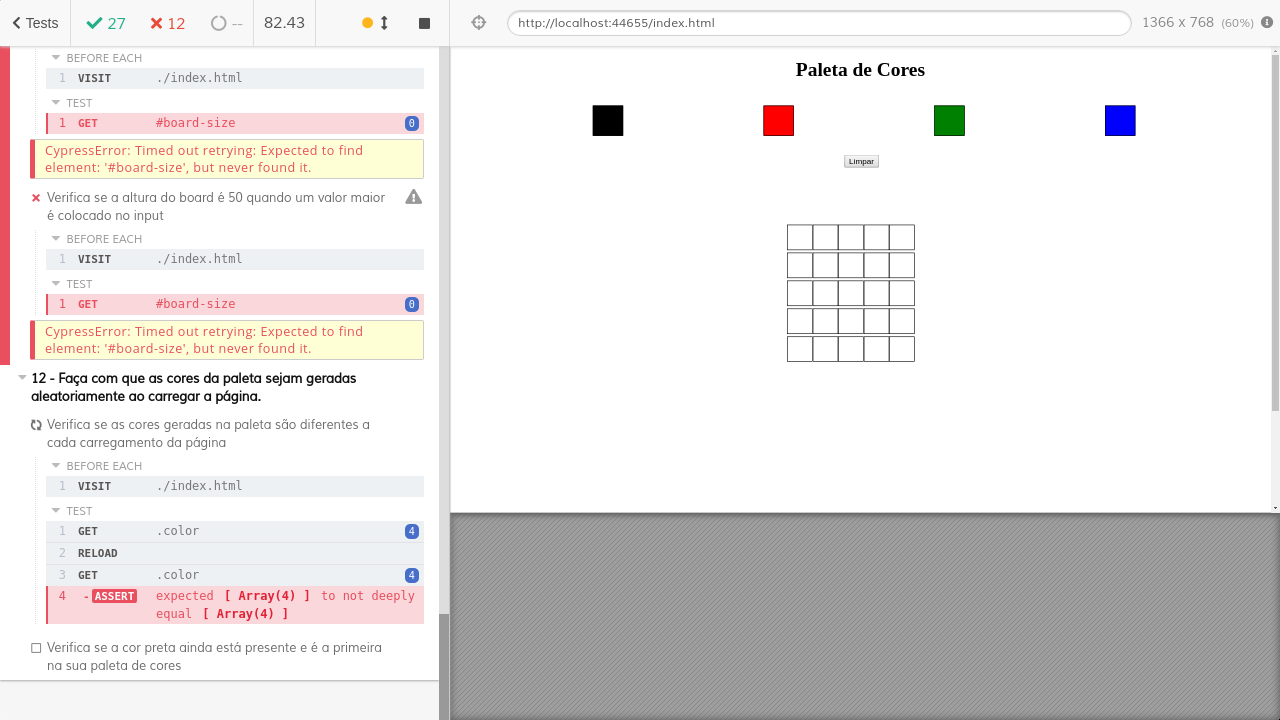 Tests
27
12
--
82.43
http://localhost:44655/index.html
1366 x 768 (60%)
BEFORE EACH
1 VISIT ./index.html
TEST
1 GET #board-size 0
CypressError: Timed out retrying: Expected to find
element: '#board-size', but never found it.
Verifica se a altura do board é 50 quando um valor maior
é colocado no input
BEFORE EACH
1 VISIT ./index.html
TEST
1 GET #board-size 0
CypressError: Timed out retrying: Expected to find
element: '#board-size', but never found it.
12 - Faça com que as cores da paleta sejam geradas
aleatoriamente ao carregar a página.
Verifica se as cores geradas na paleta são diferentes a
cada carregamento da página
BEFORE EACH
1 VISIT ./index.html
TEST
1 GET .color 4
2 RELOAD
3 GET .color 4
4 -ASSERT expected [ Array(4) ] to not deeply
equal [ Array(4) ]
Verifica se a cor preta ainda está presente e é a primeira
na sua paleta de cores
Paleta de Cores
Limpar